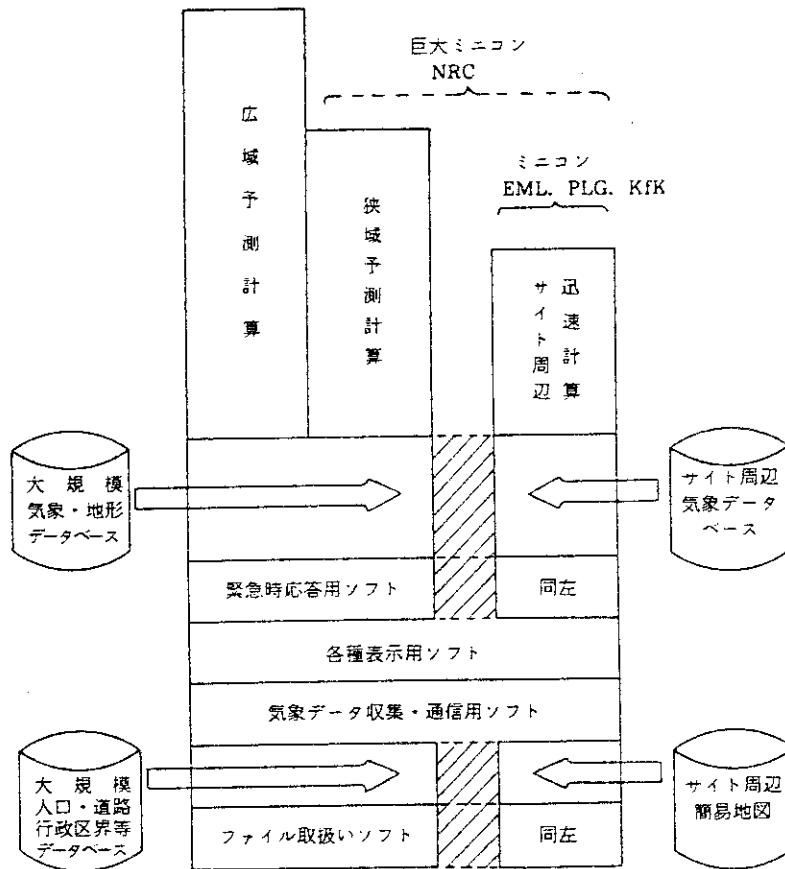 巨大ミニコン
NRC
広域予測計算
狭域予測計算
ミニコン
EML. PLG. KfK
迅速計算
サイト周辺
大規模
気象・地形
データベース
サイト周辺
気象データ
ベース
緊急時応答用ソフト
同左
各種表示用ソフト
気象データ収集・通信用ソフト
大規模
人口・道路
行政区界等
データベース
サイト周辺
簡易地図
ファイル取扱いソフト
同左